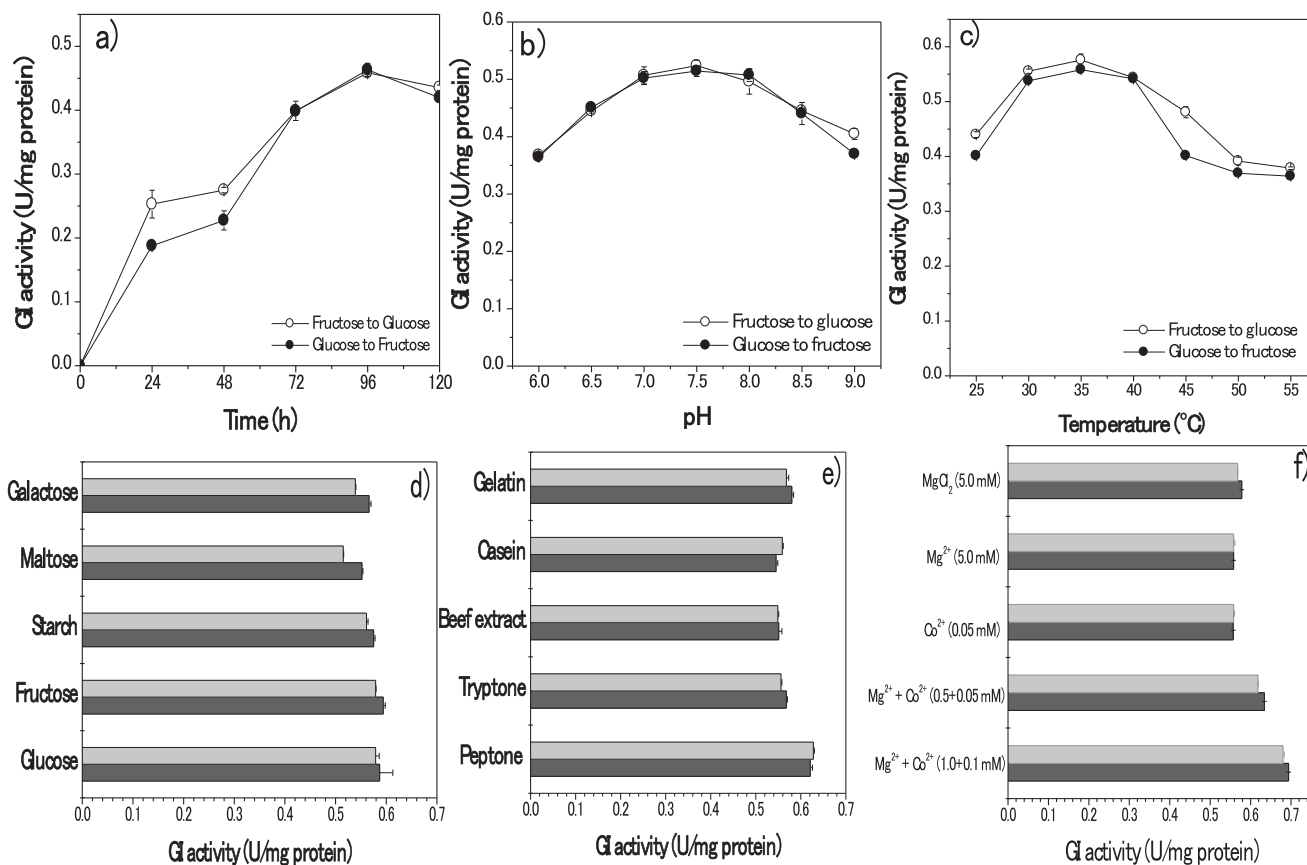 a)
GI activity (U/mg protein)
0.5
0.4
0.3
0.2
0.1
0.0
0 24 48 72 96 120
Time (h)
Fructose to Glucose
Glucose to Fructose
b)
GI activity (U/mg protein)
0.6
0.5
0.4
0.3
0.2
0.1
0.0
6.0 6.5 7.0 7.5 8.0 8.5 9.0
pH
Fructose to glucose
Glucose to fructose
c)
GI activity (U/mg protein)
0.6
0.5
0.4
0.3
0.2
0.1
0.0
25 30 35 40 45 50 55
Temperature (°C)
Fructose to glucose
Glucose to fructose
d)
Galactose
Maltose
Starch
Fructose
Glucose
0.0 0.1 0.2 0.3 0.4 0.5 0.6 0.7
GI activity (U/mg protein)
e)
Gelatin
Casein
Beef extract
Tryptone
Peptone
0.0 0.1 0.2 0.3 0.4 0.5 0.6 0.7
GI activity (U/mg protein)
f)
MgCl₂ (5.0 mM)
Mg²⁺ (5.0 mM)
Co²⁺ (0.05 mM)
Mg²⁺ + Co²⁺ (0.5+0.05 mM)
Mg²⁺ + Co²⁺ (1.0+0.1 mM)
0.0 0.1 0.2 0.3 0.4 0.5 0.6 0.7
GI activity (U/mg protein)